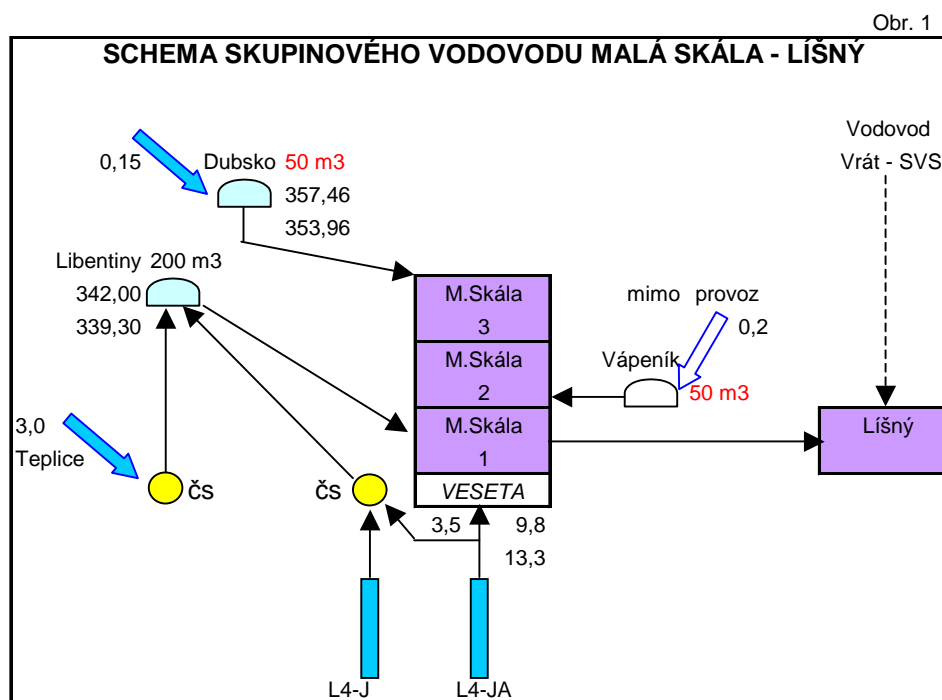 Obr. 1
SCHEMA SKUPINOVÉHO VODOVODU MALÁ SKÁLA - LÍŠNÝ
Vodovod
Vrát - SVS
0,15
Dubsko 50 m3
357,46
353,96
Libentiny 200 m3
342,00
339,30
M.Skála
3
M.Skála
2
M.Skála
1
VESETA
mimo provoz
0,2
Vápeník
50 m3
Líšný
3,0
Teplice
čs
čs
3,5
9,8
13,3
L4-J
L4-JA